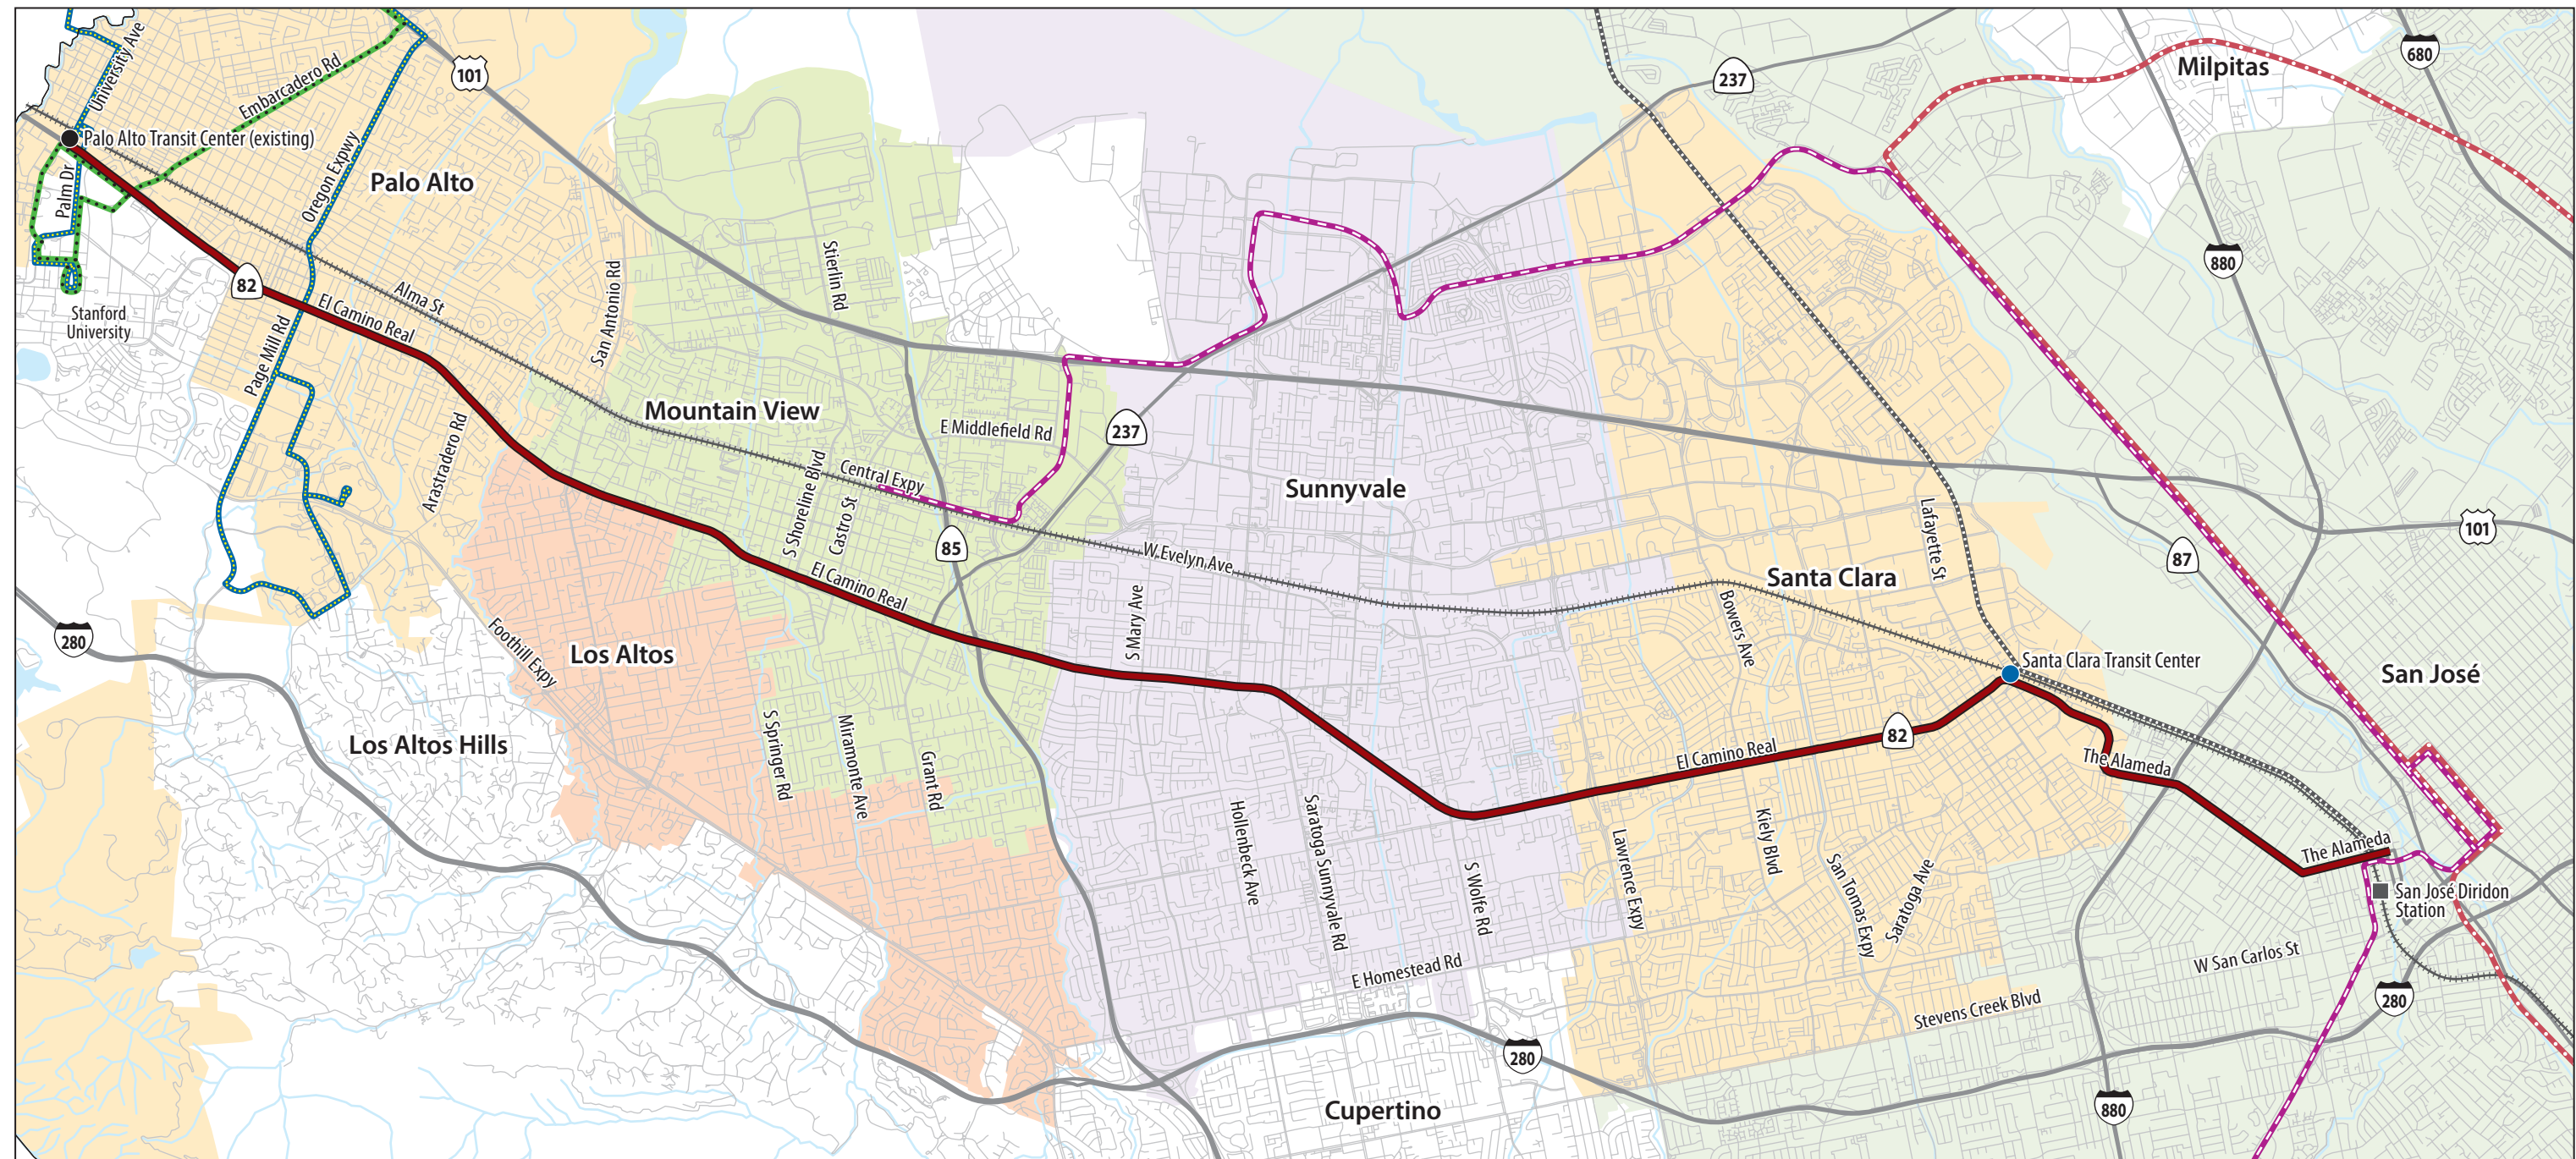 University Ave
Embarcadero Rd
101
237
Milpitas
680
Palo Alto Transit Center (existing)
Palm Dr
Oregon Expwy
Palo Alto
82
Stanford
University
El Camino Real
Alma St
San Antonio Rd
Stierlin Rd
880
Page Mill Rd
Arastradero Rd
Mountain View
E Middlefield Rd
237
S Shoreline Blvd
Central Expy
Castro St
85
W Evelyn Ave
Sunnyvale
Lafayette St
101
87
Santa Clara
El Camino Real
S Mary Ave
Bowers Ave
280
Foothill Expy
Los Altos
Santa Clara Transit Center
San José
Los Altos Hills
S Springer Rd
Miramonte Ave
Grant Rd
El Camino Real
82
The Alameda
Hollenbeck Ave
Saratoga Sunnyvale Rd
S Wolfe Rd
Lawrence Expy
Kiely Blvd
San Tomas Expy
Saratoga Ave
The Alameda
San José Diridon
Station
E Homestead Rd
W San Carlos St
280
Stevens Creek Blvd
280
Cupertino
880